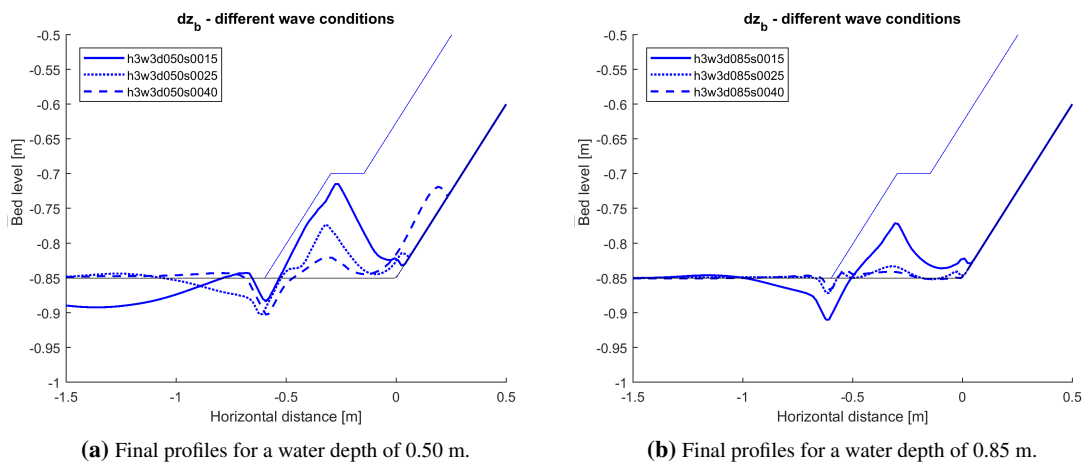 dz_b - different wave conditions
-0.5
-0.55
-0.6
-0.65
-0.7
-0.75
-0.8
-0.85
-0.9
-0.95
-1
Bed level [m]
h3w3d050s0015
h3w3d050s0025
h3w3d050s0040
-1.5 -1 -0.5 0 0.5
Horizontal distance [m]
(a) Final profiles for a water depth of 0.50 m.
dz_b - different wave conditions
-0.5
-0.55
-0.6
-0.65
-0.7
-0.75
-0.8
-0.85
-0.9
-0.95
-1
Bed level [m]
h3w3d085s0015
h3w3d085s0025
h3w3d085s0040
-1.5 -1 -0.5 0 0.5
Horizontal distance [m]
(b) Final profiles for a water depth of 0.85 m.